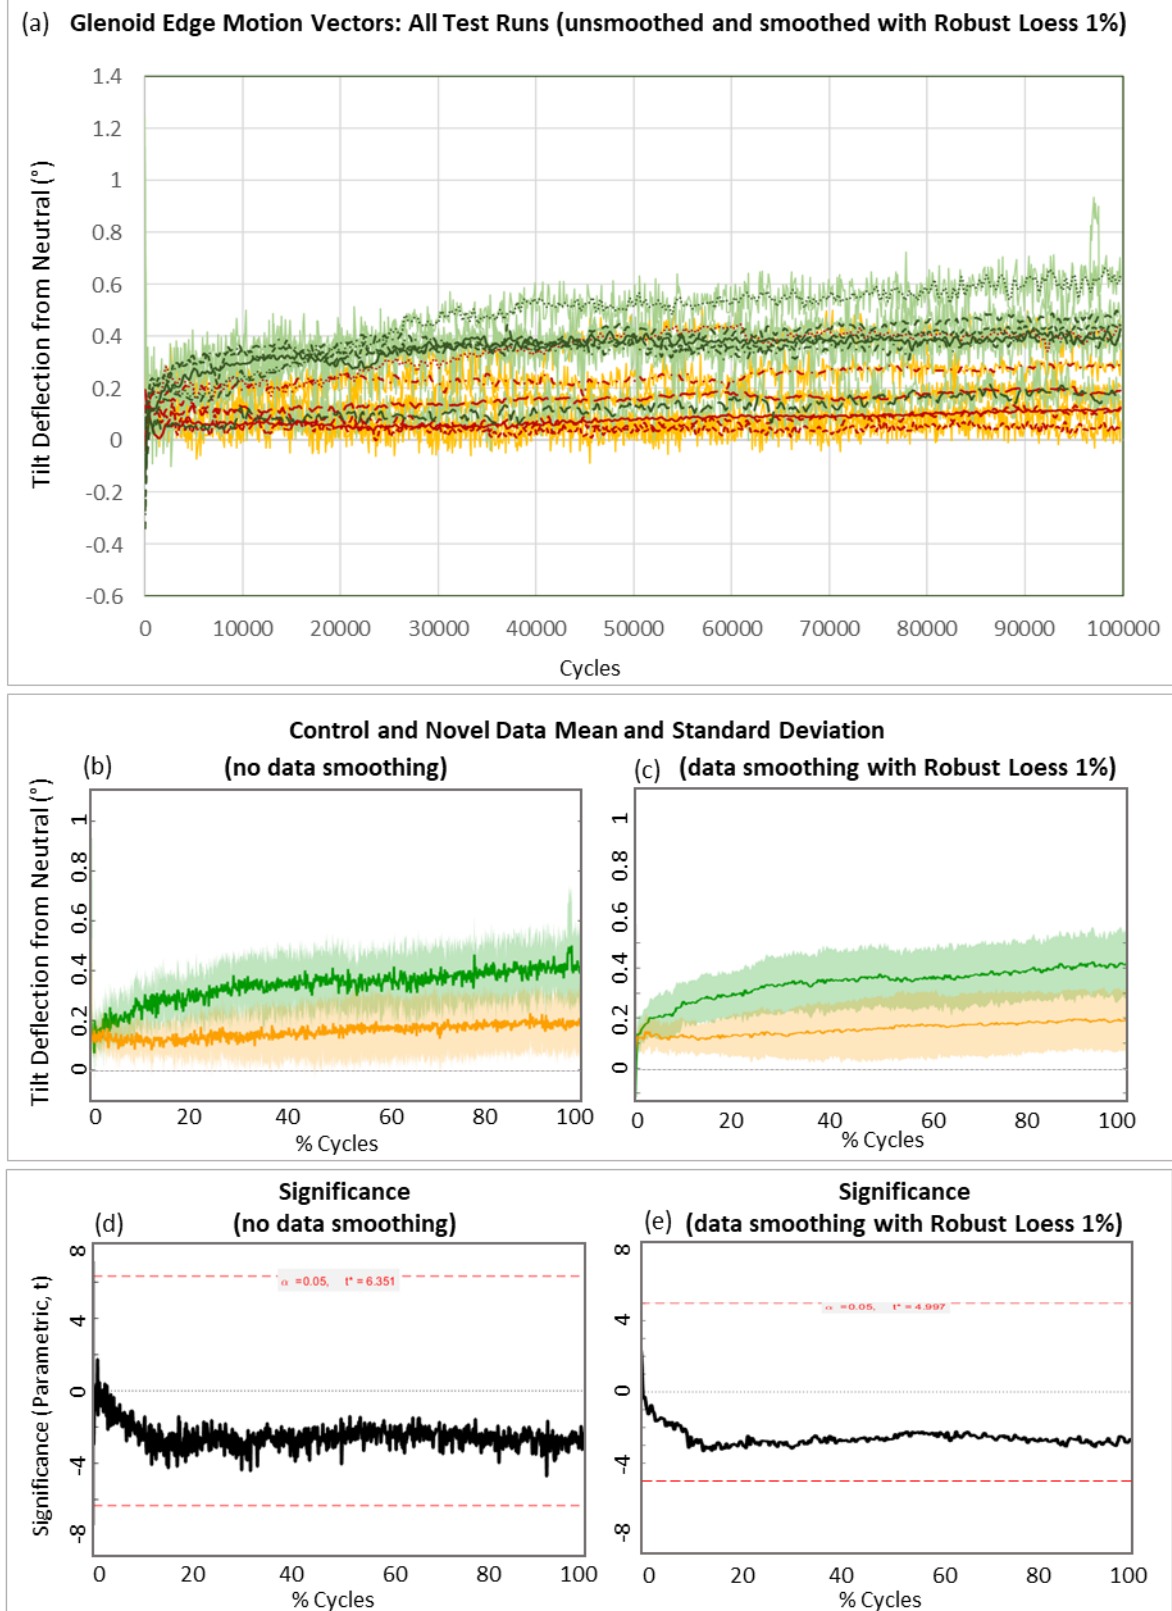 (a) Glenoid Edge Motion Vectors: All Test Runs (unsmoothed and smoothed with Robust Loess 1%)
Tilt Deflection from Neutral (°)
1.4
1.2
1
0.8
0.6
0.4
0.2
0
-0.2
-0.4
-0.6
0 10000 20000 30000 40000 50000 60000 70000 80000 90000 100000
Cycles
Control and Novel Data Mean and Standard Deviation
(b) (no data smoothing)
Tilt Deflection from Neutral (°)
1
0.8
0.6
0.4
0.2
0
0 20 40 60 80 100
% Cycles
(c) (data smoothing with Robust Loess 1%)
1
0.8
0.6
0.4
0.2
0
0 20 40 60 80 100
% Cycles
Significance
(d) (no data smoothing)
Significance (Parametric, t)
8
4
0
-4
-8
α =0.05, t* = 6.351
0 20 40 60 80 100
% Cycles
Significance
(e) (data smoothing with Robust Loess 1%)
8
4
0
-4
-8
α =0.05, t* = 4.997
0 20 40 60 80 100
% Cycles